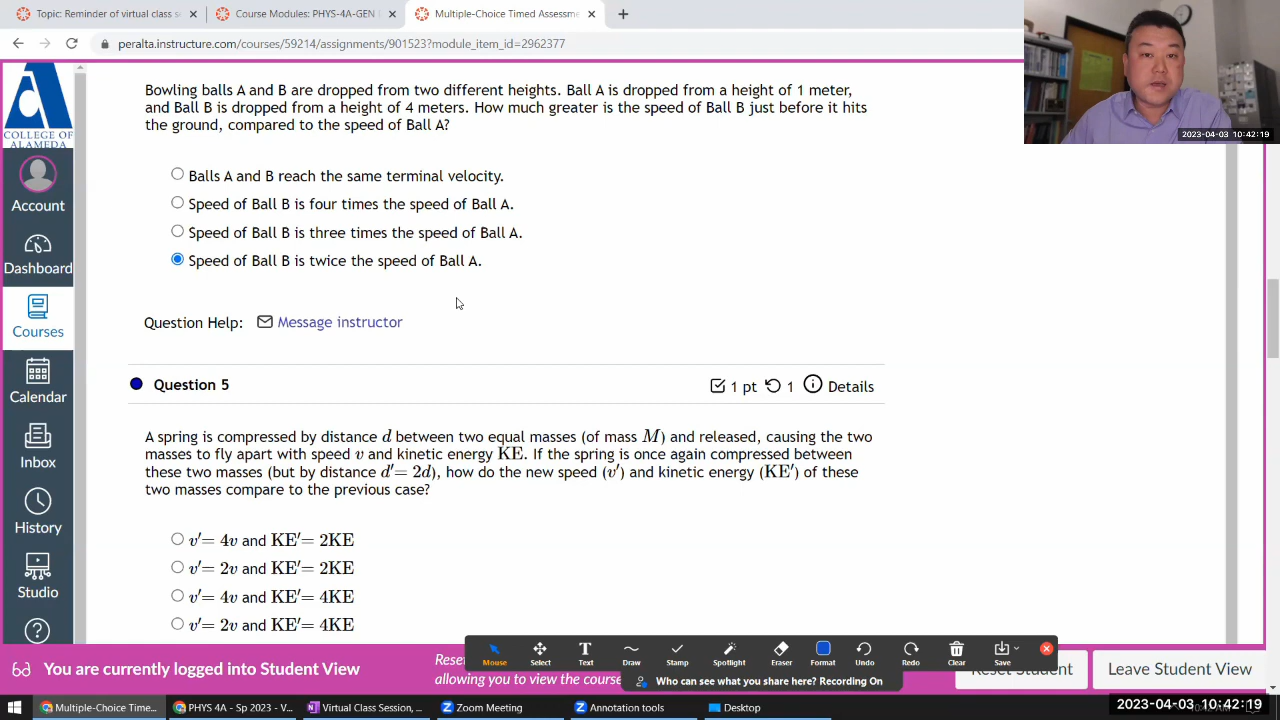 Topic: Reminder of virtual class s
Course Modules: PHYS-4A-GEN D
Multiple-Choice Timed Assessme
peralta.instructure.com/courses/59214/assignments/901523?module_item_id=2962377
2023-04-03 10:42:19
COLLEGE OF
ALAMEDA
Account
Dashboard
Courses
Calendar
Inbox
History
Studio
Bowling balls A and B are dropped from two different heights. Ball A is dropped from a height of 1 meter,
and Ball B is dropped from a height of 4 meters. How much greater is the speed of Ball B just before it hits
the ground, compared to the speed of Ball A?
Balls A and B reach the same terminal velocity.
Speed of Ball B is four times the speed of Ball A.
Speed of Ball B is three times the speed of Ball A.
Speed of Ball B is twice the speed of Ball A.
Question Help: Message instructor
Question 5
1 pt 1 Details
A spring is compressed by distance d between two equal masses (of mass M) and released, causing the two
masses to fly apart with speed v and kinetic energy KE. If the spring is once again compressed between
these two masses (but by distance d′= 2d), how do the new speed (v′) and kinetic energy (KE′) of these
two masses compare to the previous case?
v′= 4v and KE′= 2KE
v′= 2v and KE′= 2KE
v′= 4v and KE′= 4KE
v′= 2v and KE′= 4KE
Mouse Select Text Draw Stamp Spotlight Eraser Format Undo Redo Clear Save
Who can see what you share here? Recording On
You are currently logged into Student View
Rese
allowing you to view the course
Reset Student
Leave Student View
Multiple-Choice Time...
PHYS 4A - Sp 2023 - V...
Virtual Class Session, ...
Zoom Meeting
Annotation tools
Desktop
2023-04-03 10:42:19